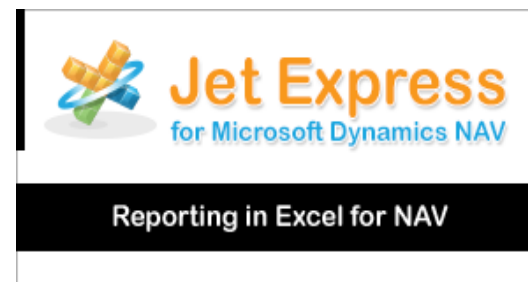 Jet Express
for Microsoft Dynamics NAV
Reporting in Excel for NAV